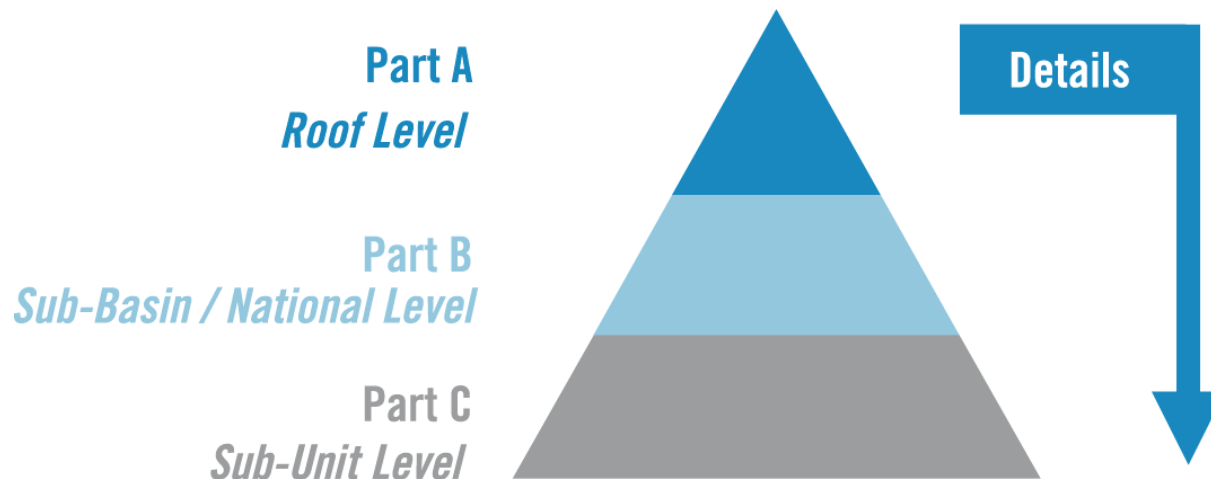 Part A
Roof Level
Details
Part B
Sub-Basin / National Level
Part C
Sub-Unit Level